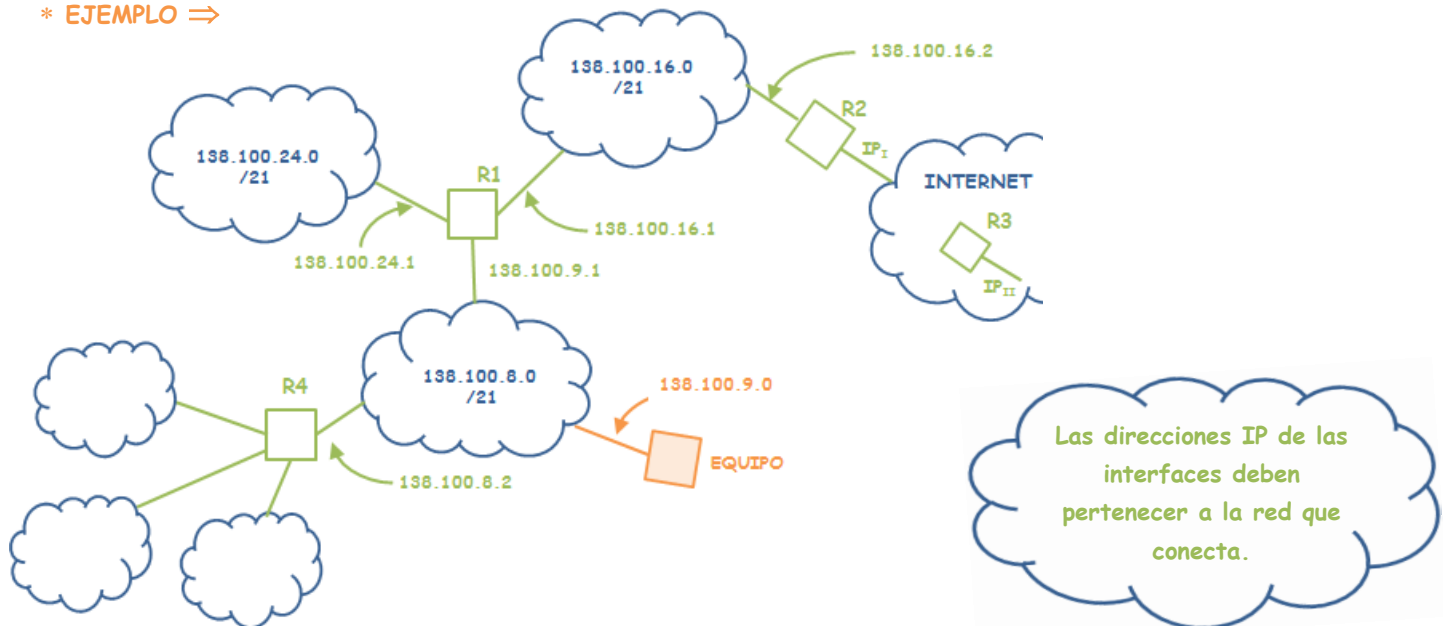 * EJEMPLO ⇒
138.100.16.0
/21
138.100.16.2
R2
IP_I
138.100.24.0
/21
R1
INTERNET
R3
IP_II
138.100.16.1
138.100.24.1
138.100.9.1
138.100.8.0
/21
R4
138.100.9.0
EQUIPO
138.100.8.2
Las direcciones IP de las
interfaces deben
pertenecer a la red que
conecta.